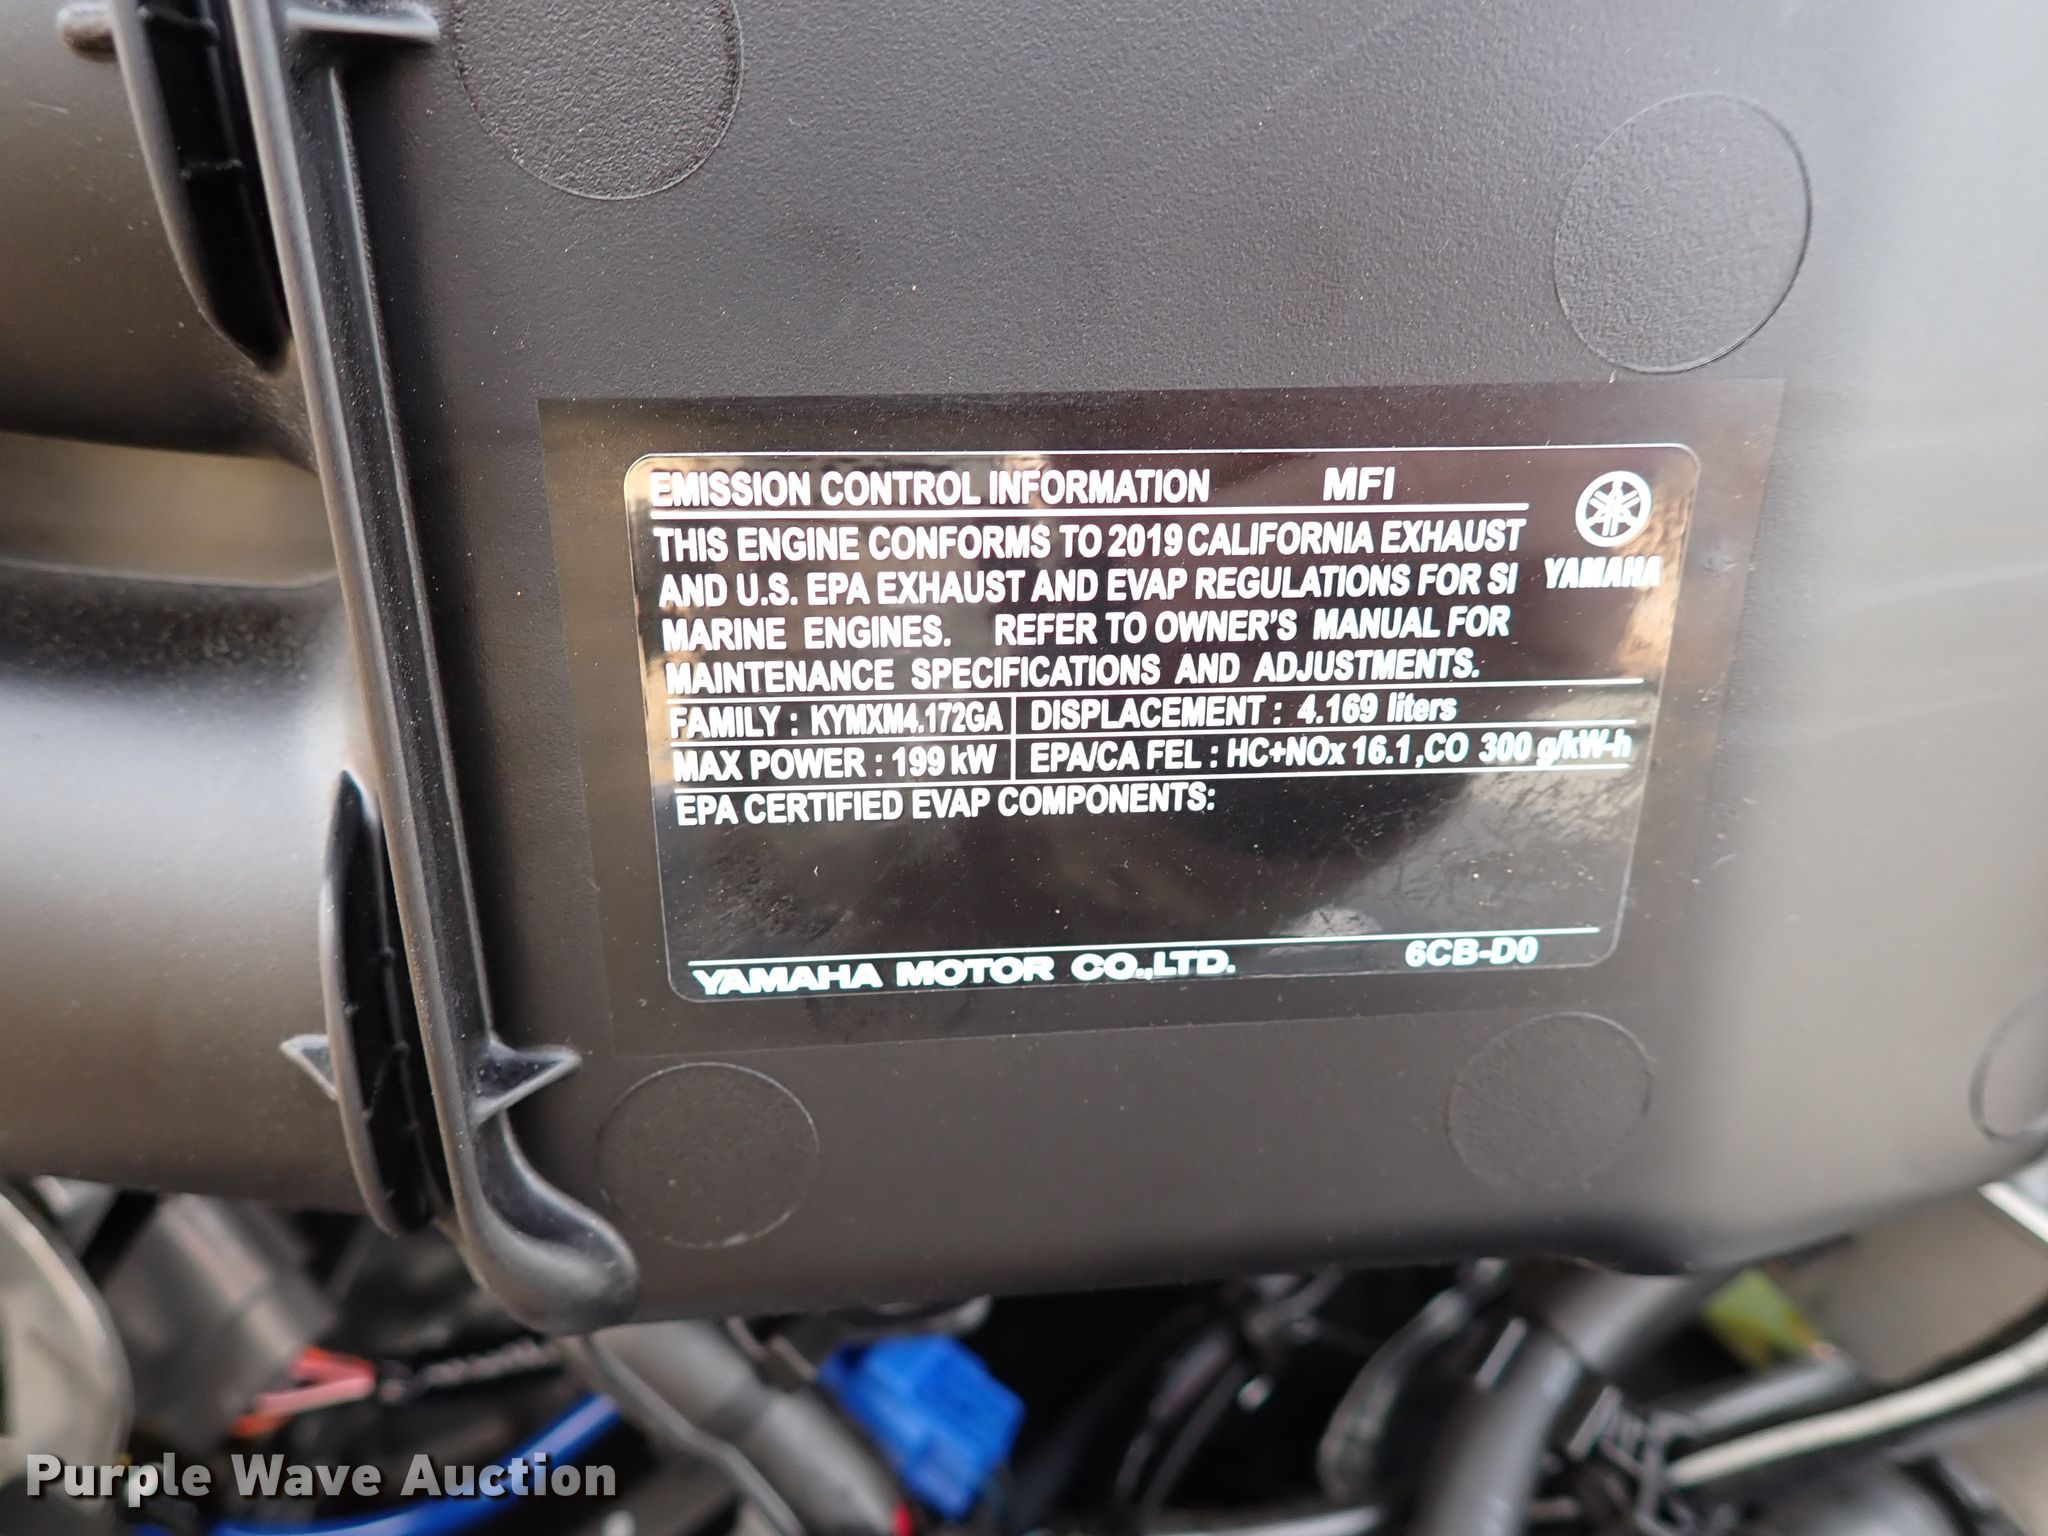 EMISSION CONTROL INFORMATION MFI
THIS ENGINE CONFORMS TO 2019 CALIFORNIA EXHAUST
AND U.S. EPA EXHAUST AND EVAP REGULATIONS FOR SI
MARINE ENGINES. REFER TO OWNER'S MANUAL FOR
MAINTENANCE SPECIFICATIONS AND ADJUSTMENTS.
YAMAHA
FAMILY : KYMXM4.172GA DISPLACEMENT : 4.169 liters
MAX POWER : 199 kW EPA/CA FEL : HC+NOx 16.1 ,CO 300 g/kW-h
EPA CERTIFIED EVAP COMPONENTS:
YAMAHA MOTOR CO.,LTD. 6CB-D0
Purple Wave Auction